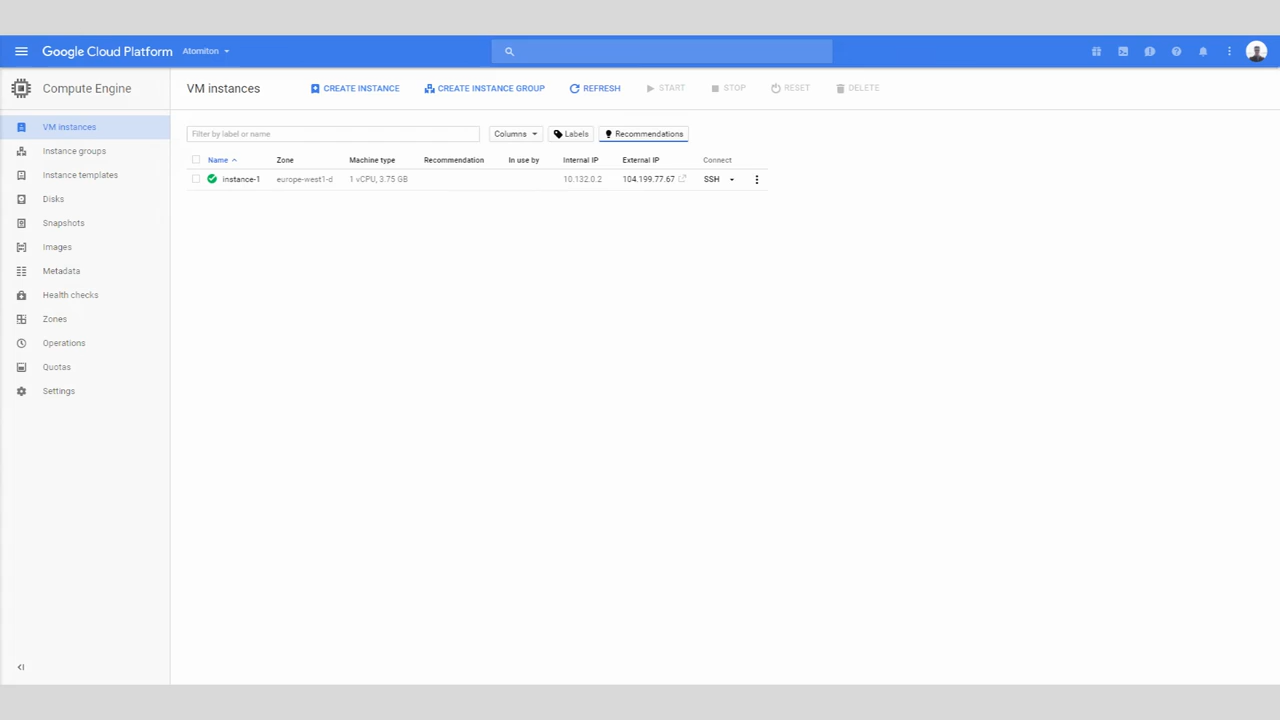 Google Cloud Platform Atomiton
Compute Engine
VM instances CREATE INSTANCE CREATE INSTANCE GROUP REFRESH START STOP RESET DELETE
VM instances
Instance groups
Instance templates
Disks
Snapshots
Images
Metadata
Health checks
Zones
Operations
Quotas
Settings
Filter by label or name Columns Labels Recommendations
Name Zone Machine type Recommendation In use by Internal IP External IP Connect
instance-1 europe-west1-d 1 vCPU, 3.75 GB 10.132.0.2 104.199.77.67 SSH